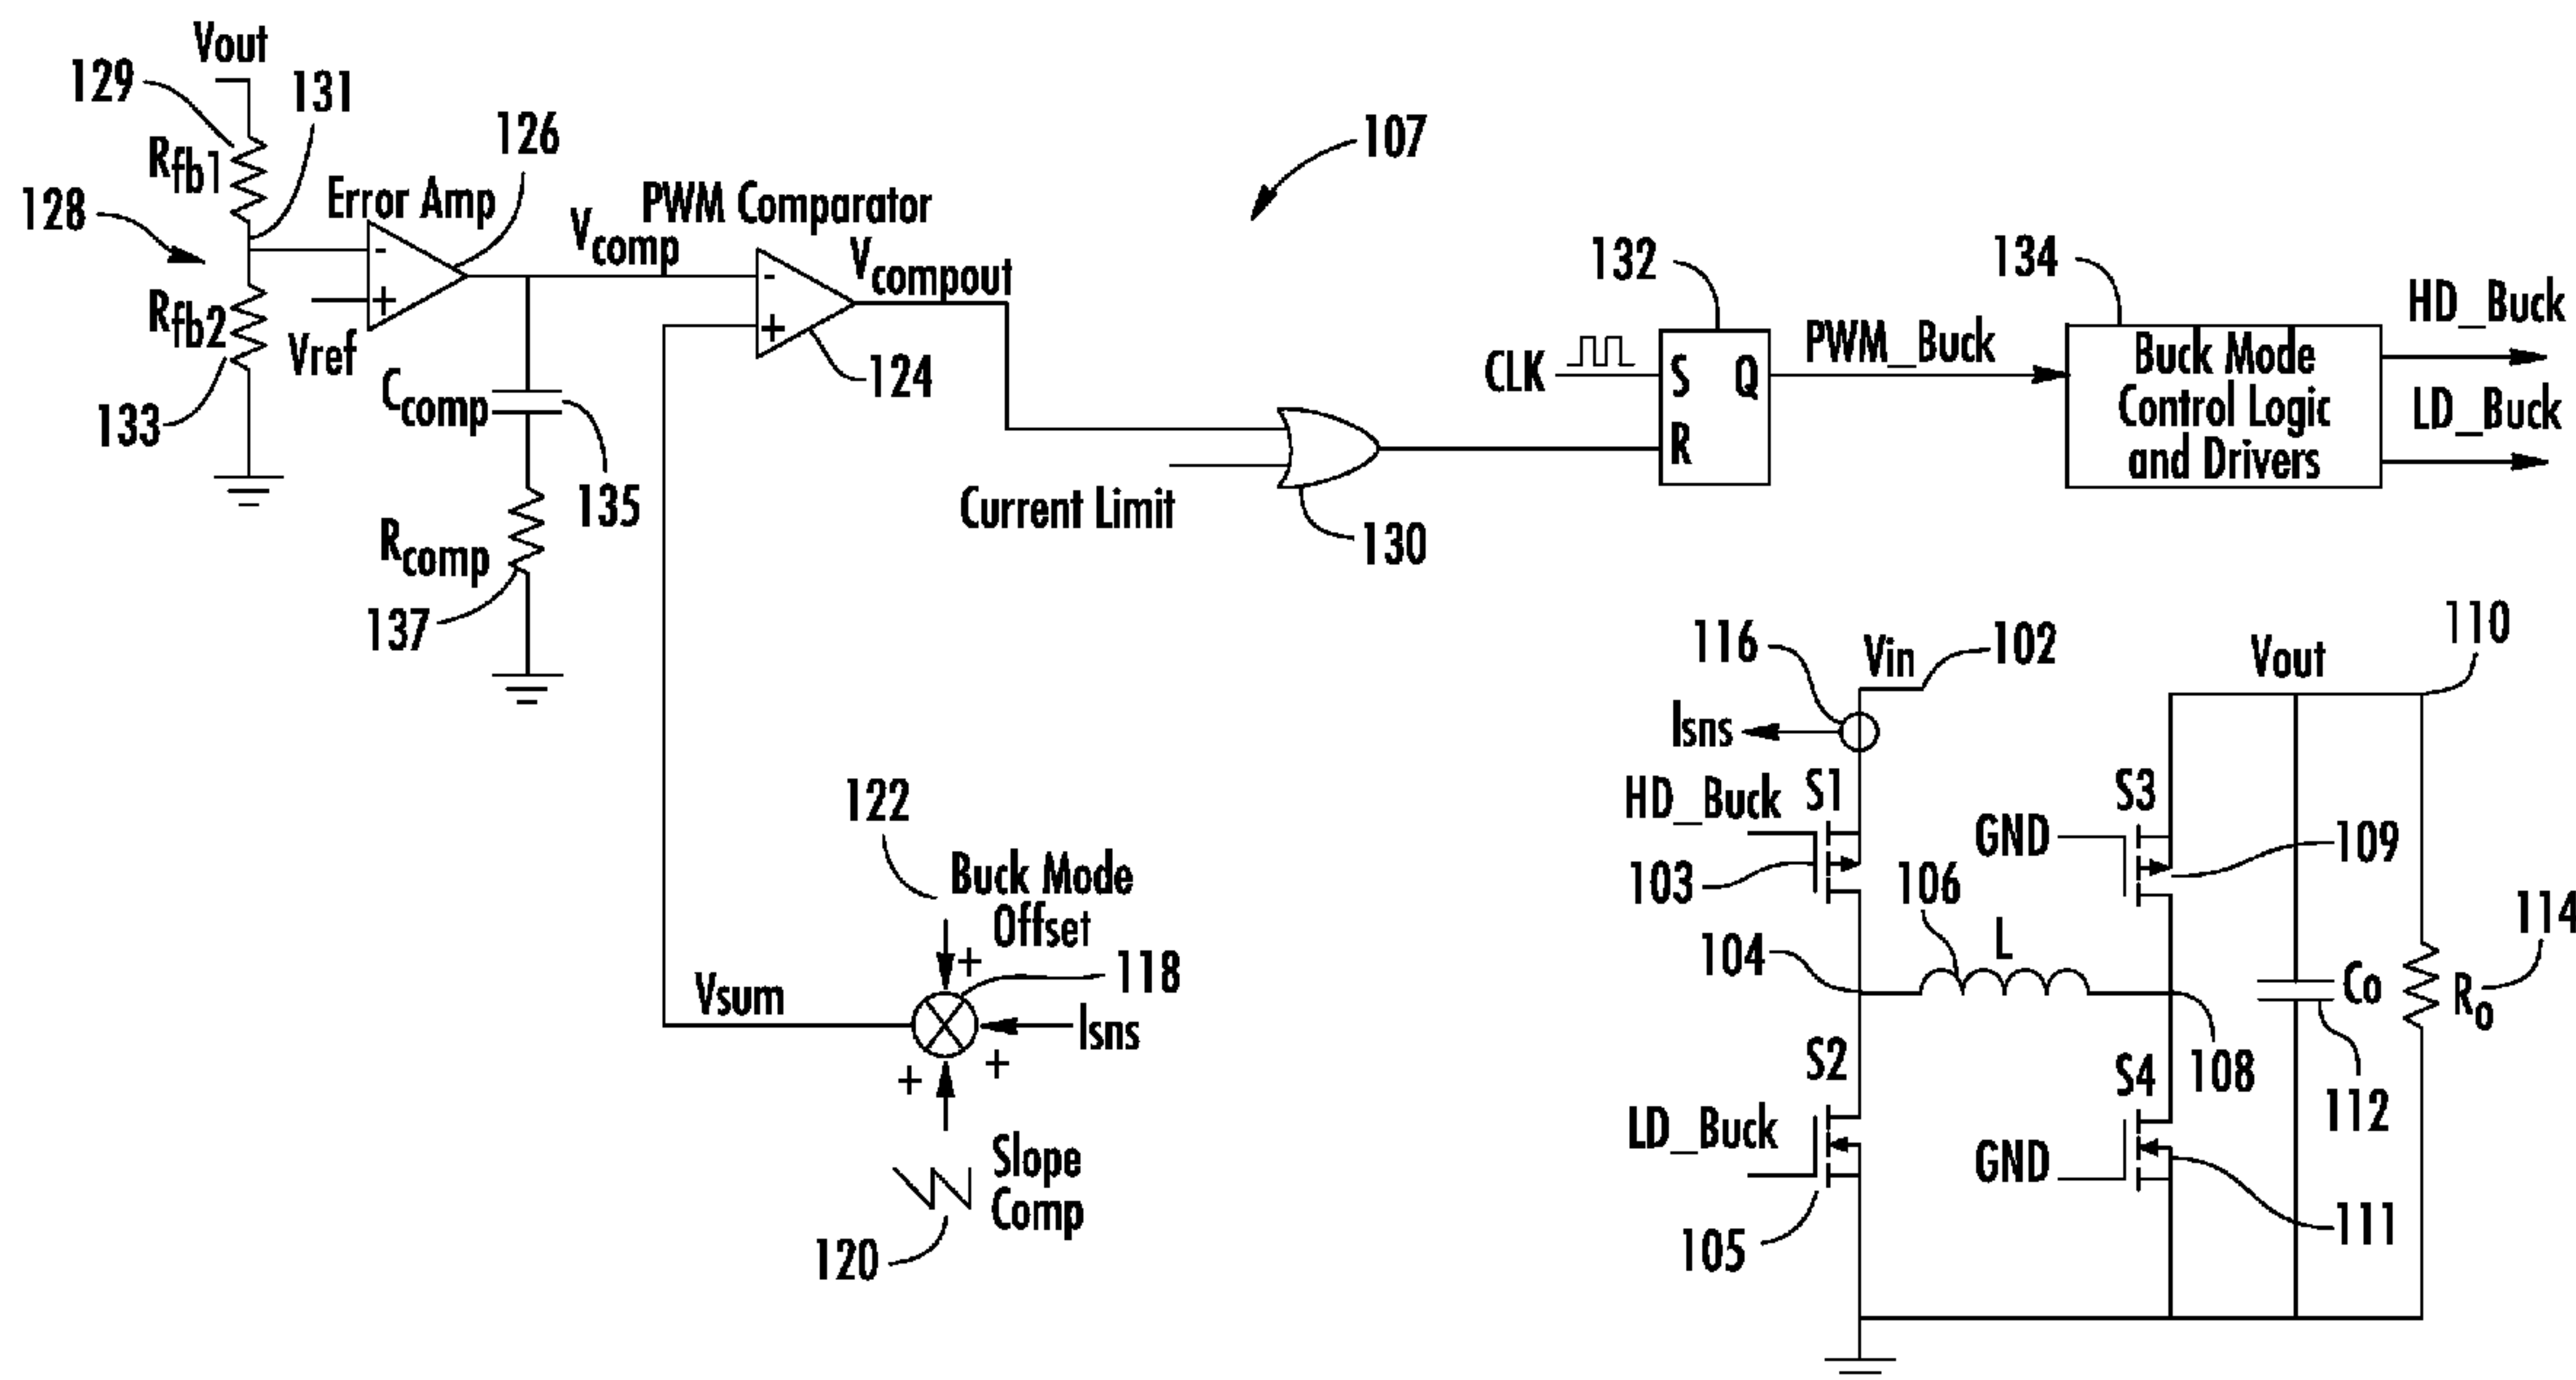 Vout
129
131
Rfb1
126
107
Error Amp
128
Vcomp
PWM Comparator
Vcompout
132
134
HD_Buck
Rfb2
-
+
Vref
-
+
124
CLK
S Q
R
PWM_Buck
Buck Mode
Control Logic
and Drivers
LD_Buck
133
Ccomp
135
Current Limit
130
Rcomp
137
116
Vin
102
Vout
110
Isns
122
HD_Buck
S1
S3
GND
109
Buck Mode
Offset
103
106
114
+
118
104
L
Vsum
Isns
Co
Ro
+
+
S2
S4
108
112
LD_Buck
GND
Slope
Comp
120
105
111